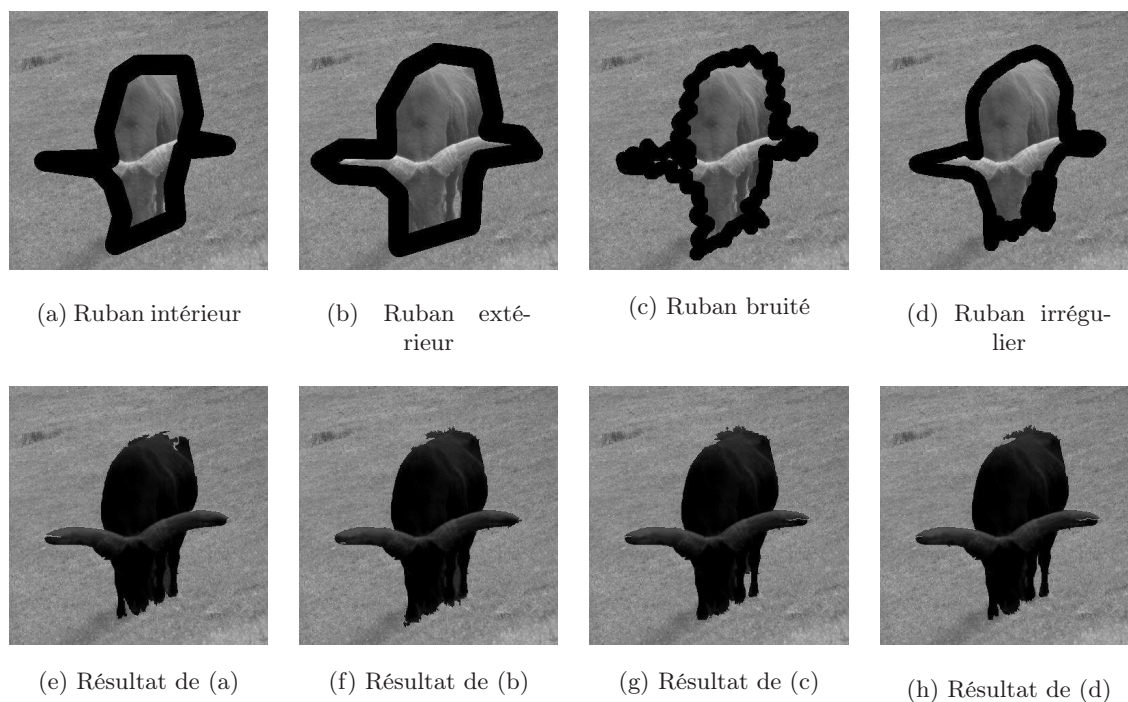 (a) Ruban intérieur
(b) Ruban exté-
rieur
(c) Ruban bruité
(d) Ruban irrégu-
lier
(e) Résultat de (a)
(f) Résultat de (b)
(g) Résultat de (c)
(h) Résultat de (d)